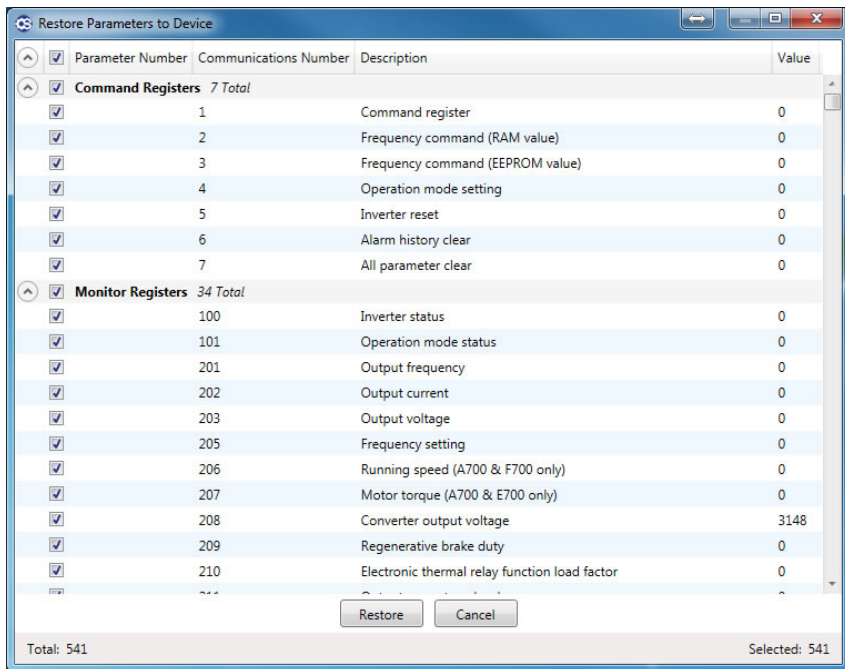 Restore Parameters to Device
Parameter Number Communications Number Description Value
Command Registers 7 Total
1 Command register 0
2 Frequency command (RAM value) 0
3 Frequency command (EEPROM value) 0
4 Operation mode setting 0
5 Inverter reset 0
6 Alarm history clear 0
7 All parameter clear 0
Monitor Registers 34 Total
100 Inverter status 0
101 Operation mode status 0
201 Output frequency 0
202 Output current 0
203 Output voltage 0
205 Frequency setting 0
206 Running speed (A700 & F700 only) 0
207 Motor torque (A700 & E700 only) 0
208 Converter output voltage 3148
209 Regenerative brake duty 0
210 Electronic thermal relay function load factor 0
Restore Cancel
Total: 541 Selected: 541